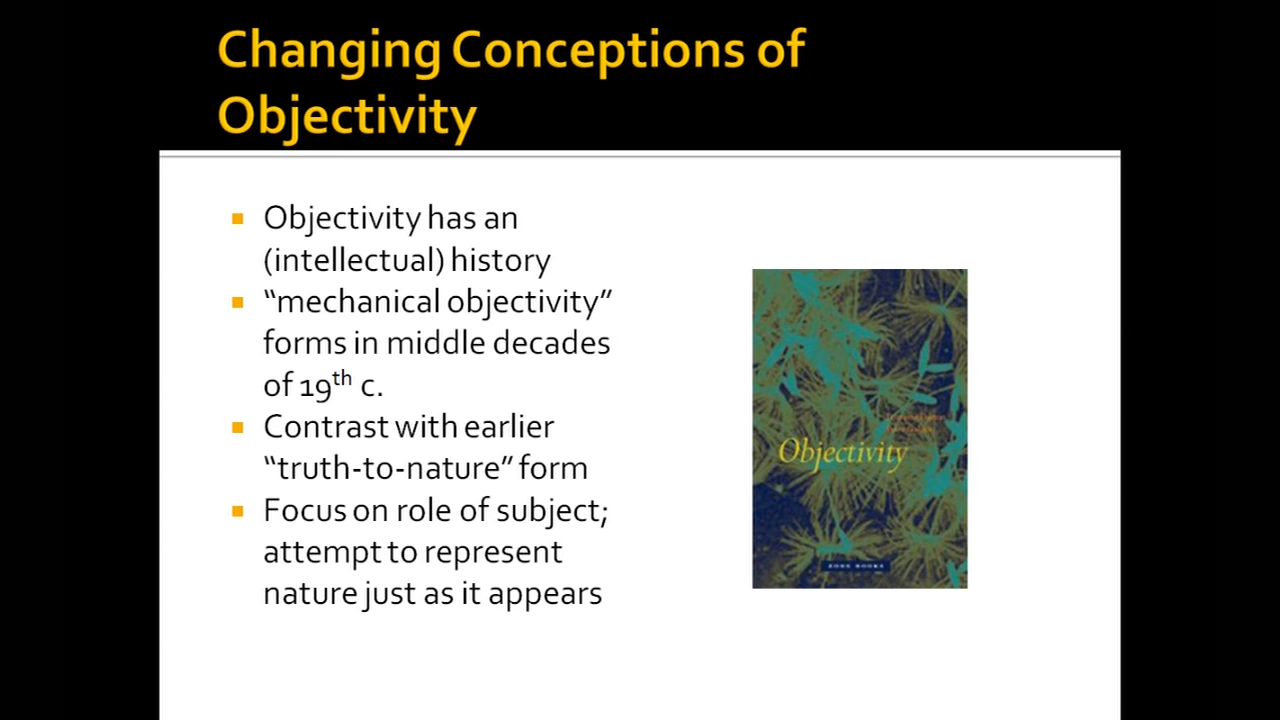 Changing Conceptions of
Objectivity
Objectivity has an
(intellectual) history
“mechanical objectivity”
forms in middle decades
of 19th c.
Contrast with earlier
“truth-to-nature” form
Focus on role of subject;
attempt to represent
nature just as it appears
Objectivity
ZONE BOOKS